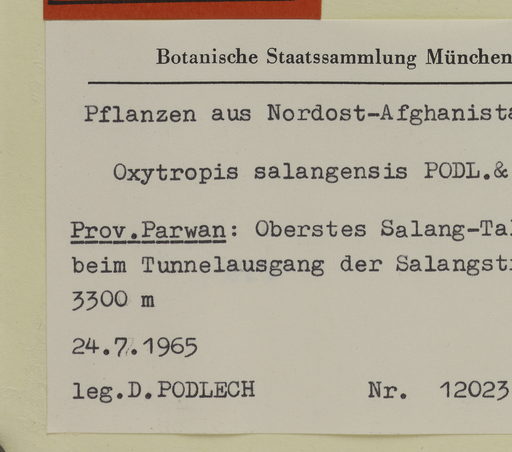 Botanische Staatssammlung München
Pflanzen aus Nordost-Afghanista
Oxytropis salangensis PODL.&
Prov.Parwan: Oberstes Salang-Ta
beim Tunnelausgang der Salangst
3300 m
24.7.1965
leg.D.PODLECH Nr. 12023